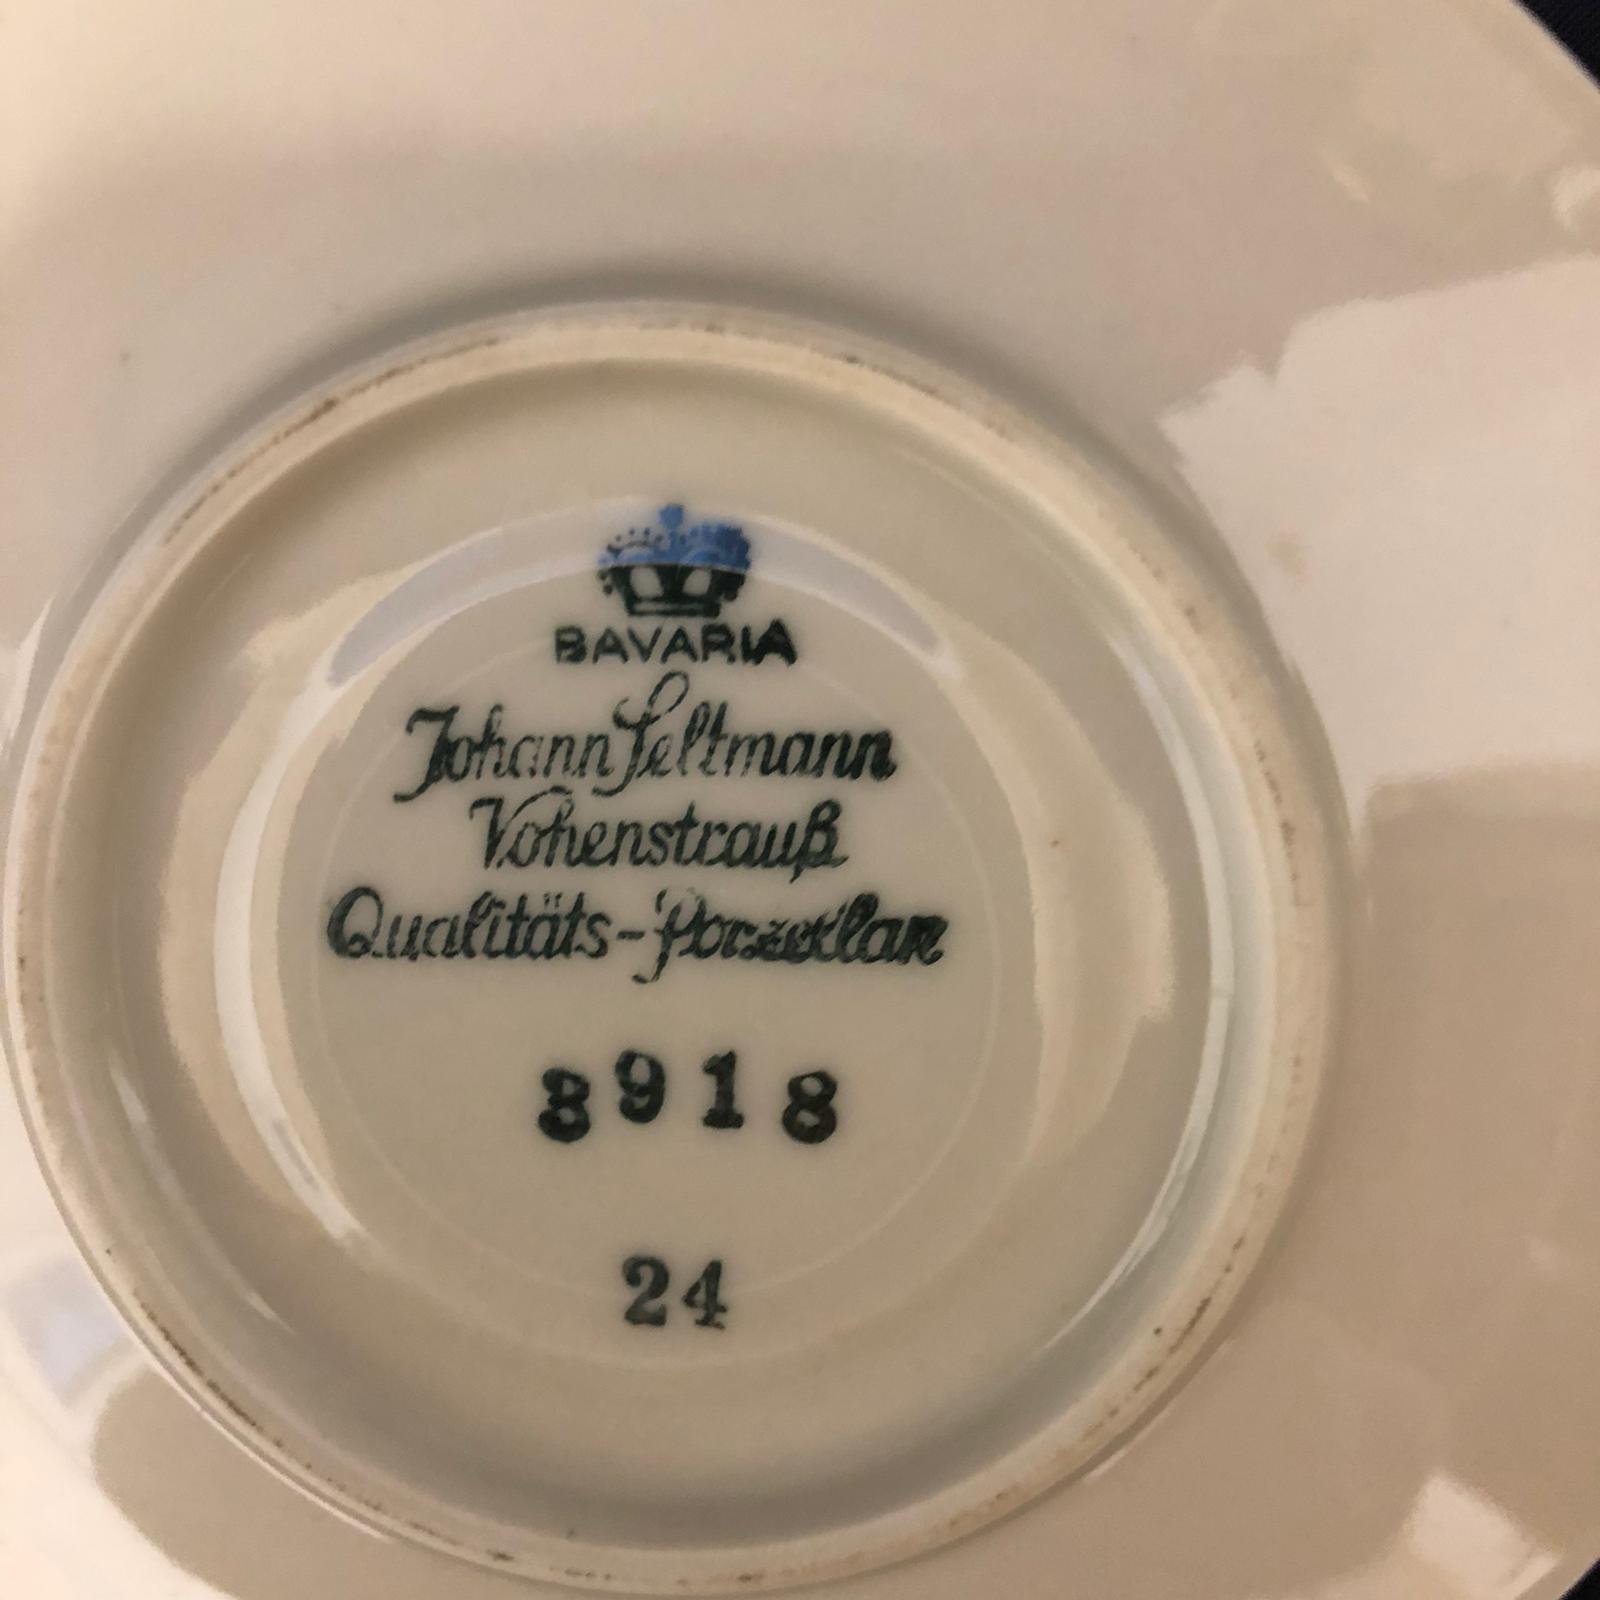 BAVARIA
Johann Seltmann
Vohenstrauß
Qualitäts-Porzellan
8918
24